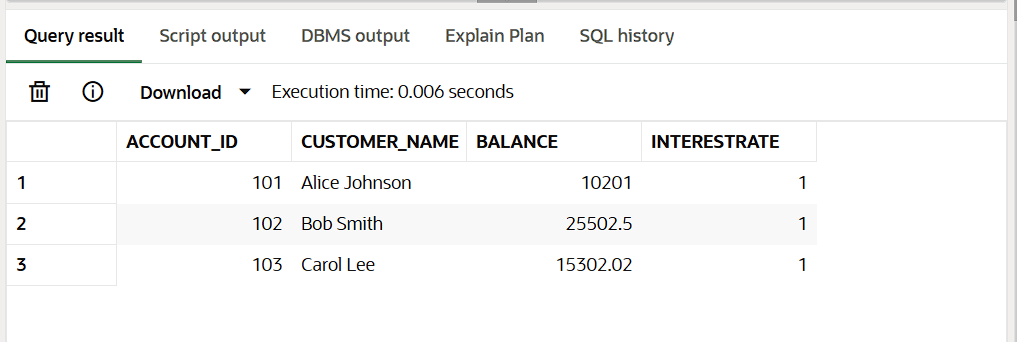 Query result Script output DBMS output Explain Plan SQL history
Download Execution time: 0.006 seconds
ACCOUNT_ID CUSTOMER_NAME BALANCE INTERESTRATE
1 101 Alice Johnson 10201 1
2 102 Bob Smith 25502.5 1
3 103 Carol Lee 15302.02 1